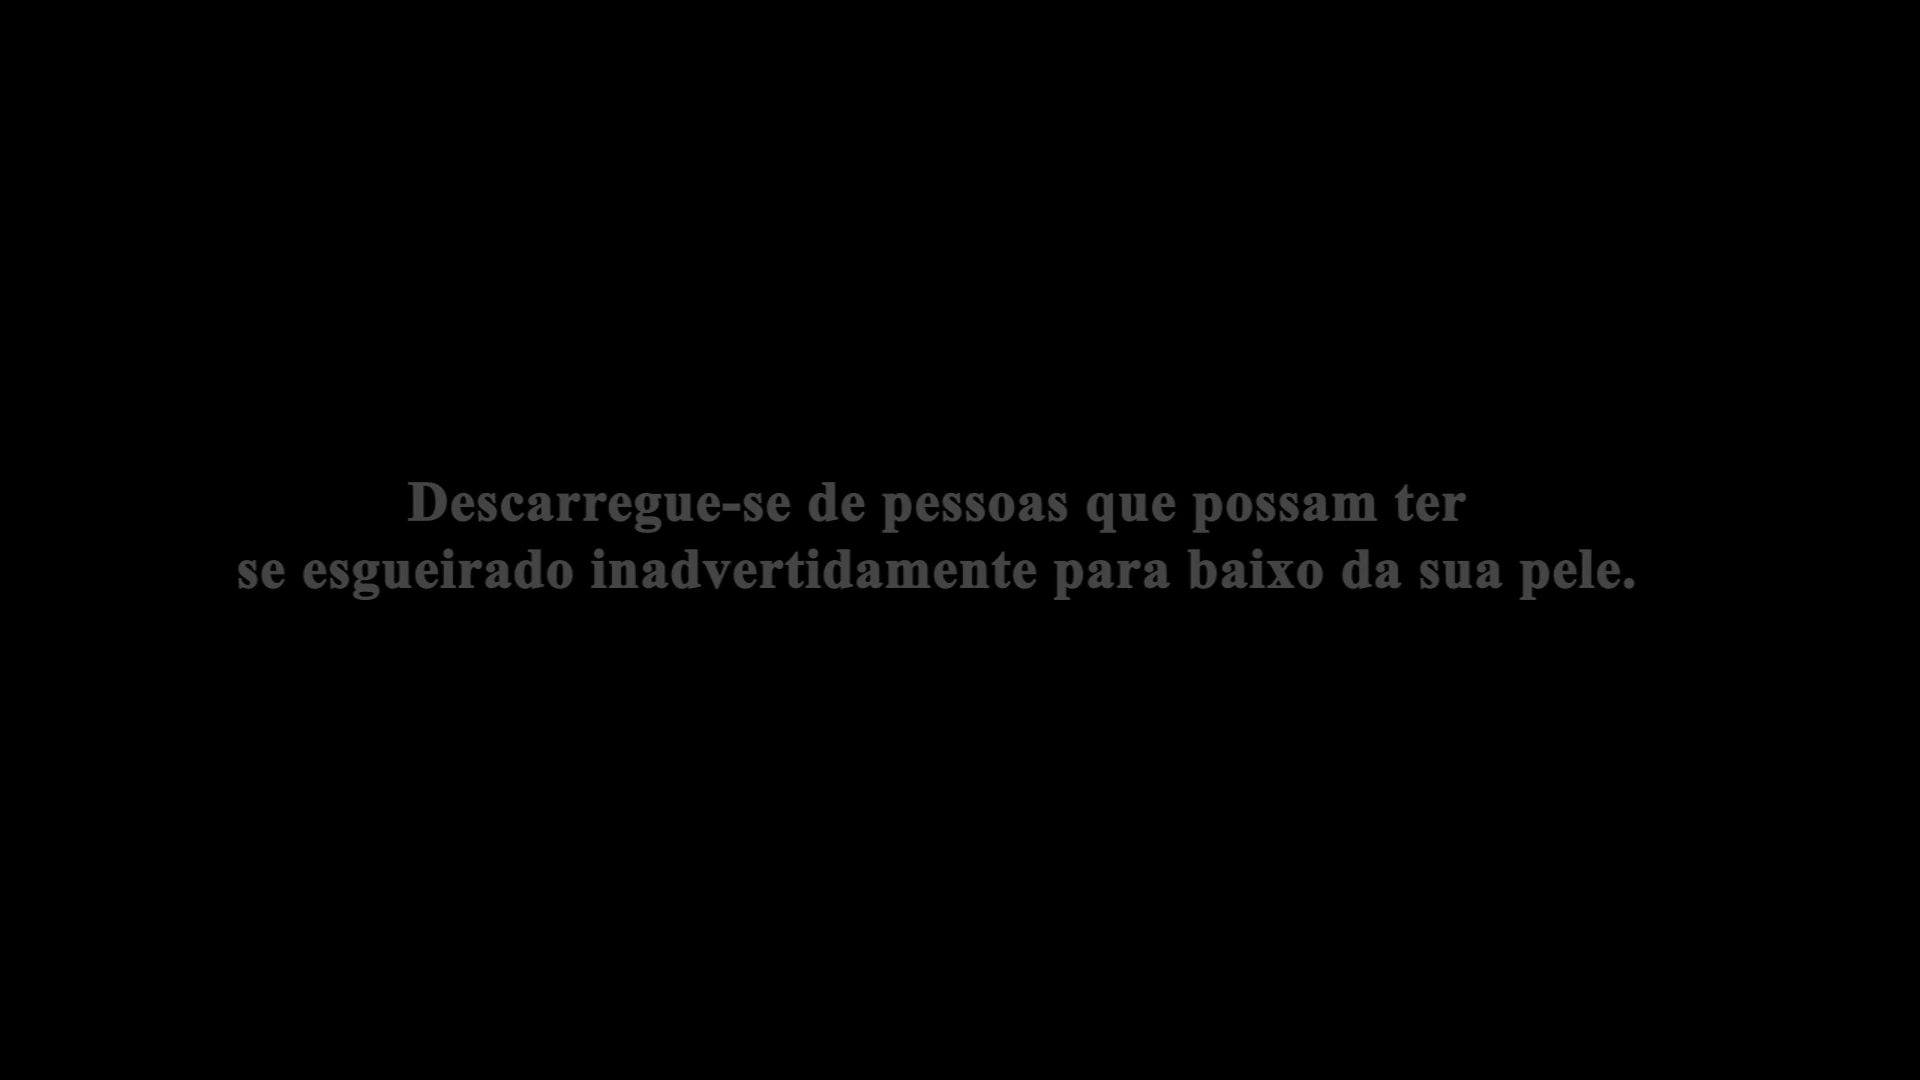 Descarregue-se de pessoas que possam ter
se esgueirado inadvertidamente para baixo da sua pele.